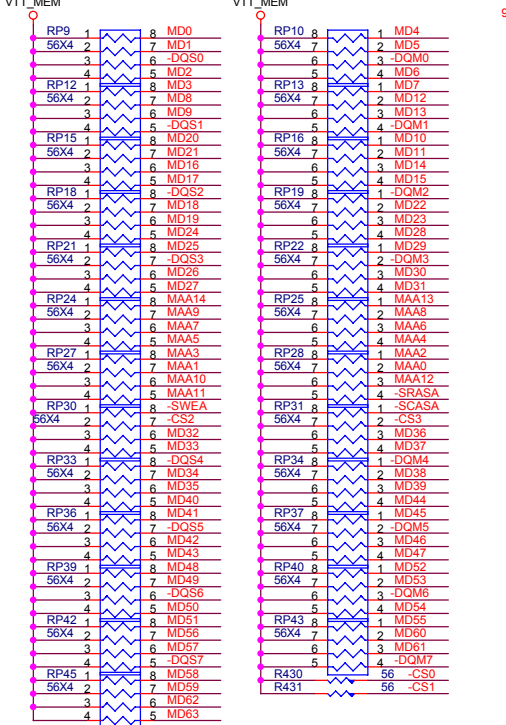 VTT_MEM
RP9 1 8 MD0
56X4 2 7 MD1
3 6 -DQS0
4 5 MD2
RP12 1 8 MD3
56X4 2 7 MD8
3 6 MD9
4 5 -DQS1
RP15 1 8 MD20
56X4 2 7 MD21
3 6 MD16
4 5 MD17
RP18 1 8 -DQS2
56X4 2 7 MD18
3 6 MD19
4 5 MD24
RP21 1 8 MD25
56X4 2 7 -DQS3
3 6 MD26
4 5 MD27
RP24 1 8 MAA14
56X4 2 7 MAA9
3 6 MAA7
4 5 MAA5
RP27 1 8 MAA3
56X4 2 7 MAA1
3 6 MAA10
4 5 MAA11
RP30 1 8 -SWEA
56X4 2 7 -CS2
3 6 MD32
4 5 MD33
RP33 1 8 -DQS4
56X4 2 7 MD34
3 6 MD35
4 5 MD40
RP36 1 8 MD41
56X4 2 7 -DQS5
3 6 MD42
4 5 MD43
RP39 1 8 MD48
56X4 2 7 MD49
3 6 -DQS6
4 5 MD50
RP42 1 8 MD51
56X4 2 7 MD56
3 6 MD57
4 5 -DQS7
RP45 1 8 MD58
56X4 2 7 MD59
3 6 MD62
4 5 MD63
VTT_MEM
RP10 8 1 MD4
56X4 7 2 MD5
6 3 -DQM0
5 4 MD6
RP13 8 1 MD7
56X4 7 2 MD12
6 3 MD13
5 4 -DQM1
RP16 8 1 MD10
56X4 7 2 MD11
6 3 MD14
5 4 MD15
RP19 8 1 -DQM2
56X4 7 2 MD22
6 3 MD23
5 4 MD28
RP22 8 1 MD29
56X4 7 2 -DQM3
6 3 MD30
5 4 MD31
RP25 8 1 MAA13
56X4 7 2 MAA8
6 3 MAA6
5 4 MAA4
RP28 8 1 MAA2
56X4 7 2 MAA0
6 3 MAA12
5 4 -SRASA
RP31 8 1 -SCASA
56X4 7 2 -CS3
6 3 MD36
5 4 MD37
RP34 8 1 -DQM4
56X4 7 2 MD38
6 3 MD39
5 4 MD44
RP37 8 1 MD45
56X4 7 2 -DQM5
6 3 MD46
5 4 MD47
RP40 8 1 MD52
56X4 7 2 MD53
6 3 -DQM6
5 4 MD54
RP43 8 1 MD55
56X4 7 2 MD60
6 3 MD61
5 4 -DQM7
R430 56 -CS0
R431 56 -CS1